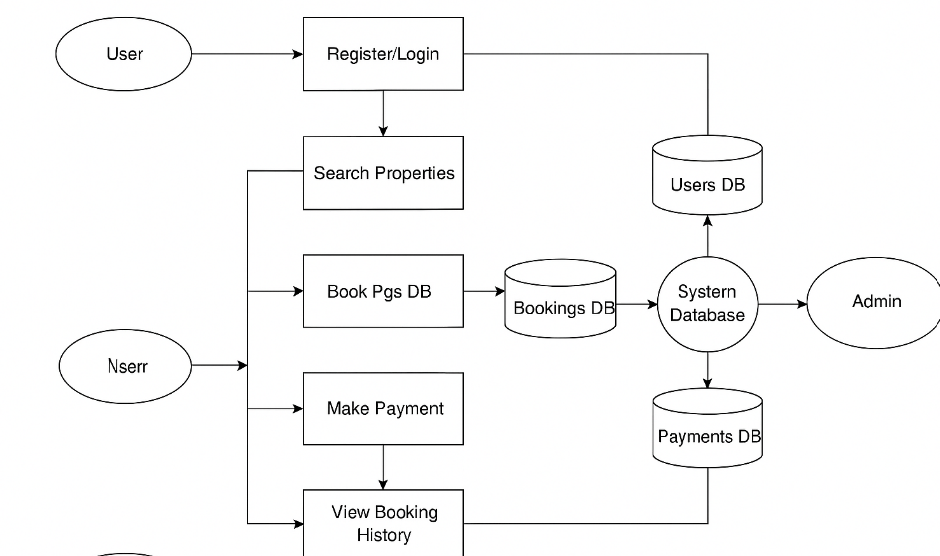 User
Register/Login
Search Properties
Users DB
Book Pgs DB
Bookings DB
Systern
Database
Admin
Nserr
Make Payment
Payments DB
View Booking
History